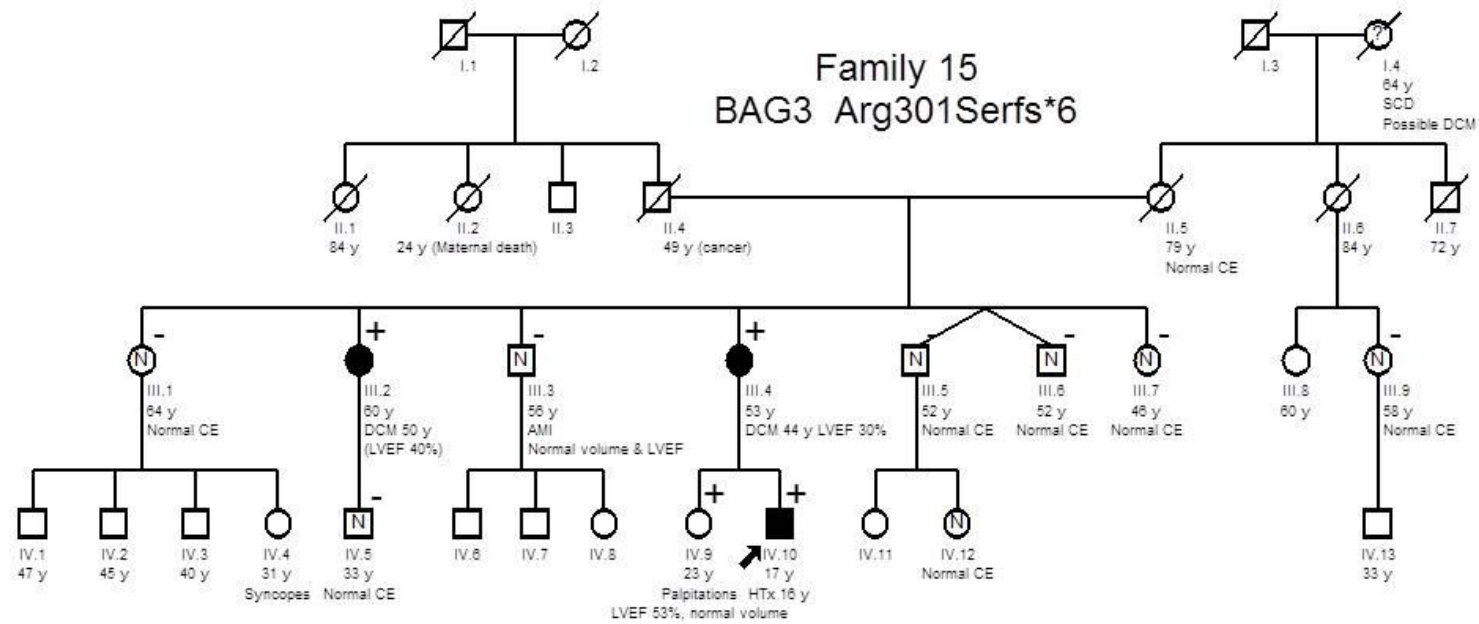 Family 15
BAG3 Arg301Serfs*6
I.1
I.2
I.3
?
I.4
64 y
SCD
Possible DCM
II.1
84 y
II.2
24 y (Maternal death)
II.3
II.4
49 y (cancer)
II.5
79 y
Normal CE
II.6
84 y
II.7
72 y
-
N
III.1
64 y
Normal CE
+
III.2
60 y
DCM 50 y
(LVEF 40%)
-
N
III.3
56 y
AMI
Normal volume & LVEF
+
III.4
53 y
DCM 44 y LVEF 30%
-
N
III.5
52 y
Normal CE
-
N
III.6
52 y
Normal CE
-
N
III.7
46 y
Normal CE
III.8
60 y
-
N
III.9
58 y
Normal CE
IV.1
47 y
IV.2
45 y
IV.3
40 y
IV.4
31 y
Syncopes
-
N
IV.5
33 y
Normal CE
IV.6
IV.7
IV.8
+
IV.9
23 y
Palpitations
LVEF 53%, normal volume
+
IV.10
17 y
HTx 16 y
IV.11
N
IV.12
Normal CE
IV.13
33 y